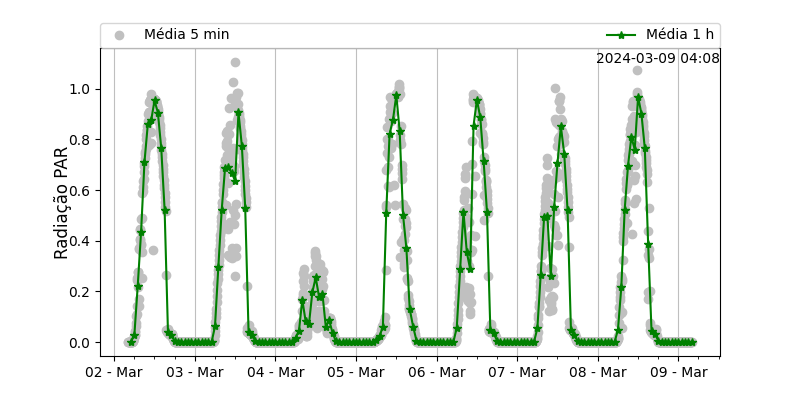 Média 5 min
Média 1 h
2024-03-09 04:08
Radiação PAR
1.0
0.8
0.6
0.4
0.2
0.0
02 - Mar
03 - Mar
04 - Mar
05 - Mar
06 - Mar
07 - Mar
08 - Mar
09 - Mar